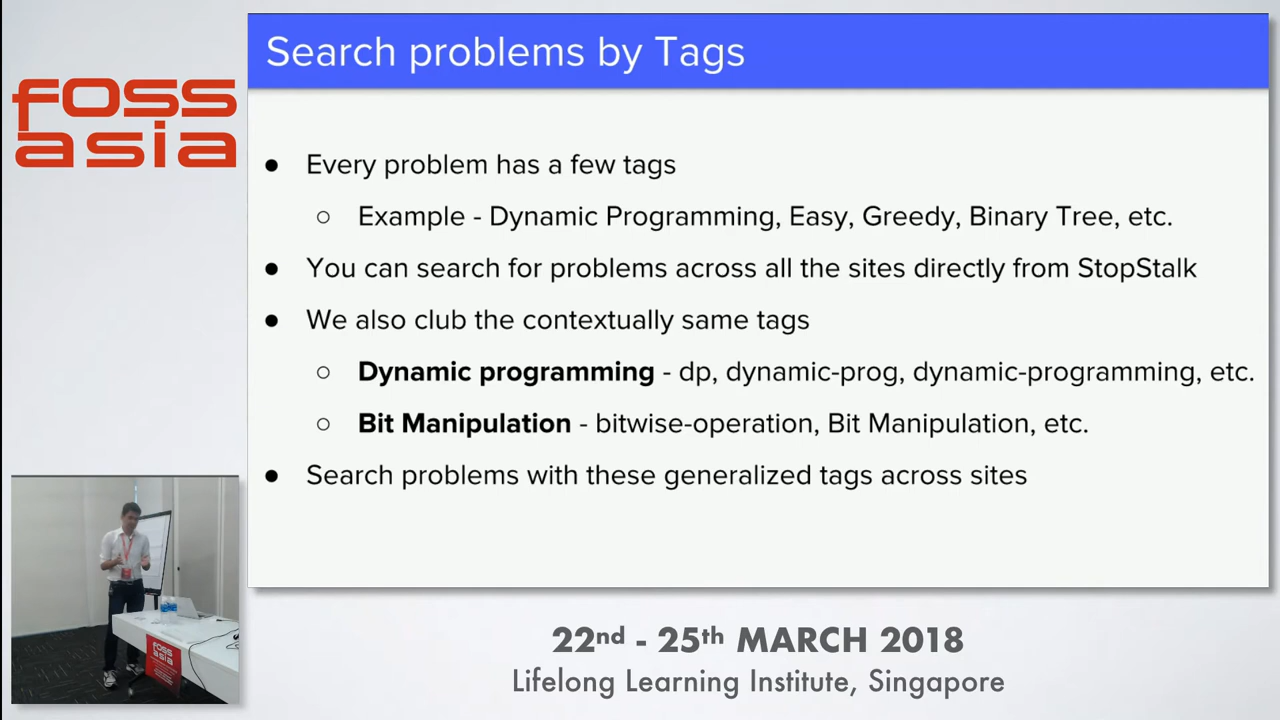 foss
asia
Search problems by Tags
● Every problem has a few tags
○ Example - Dynamic Programming, Easy, Greedy, Binary Tree, etc.
● You can search for problems across all the sites directly from StopStalk
● We also club the contextually same tags
○ Dynamic programming - dp, dynamic-prog, dynamic-programming, etc.
○ Bit Manipulation - bitwise-operation, Bit Manipulation, etc.
● Search problems with these generalized tags across sites
foss
asia
22nd - 25th MARCH 2018
Lifelong Learning Institute, Singapore